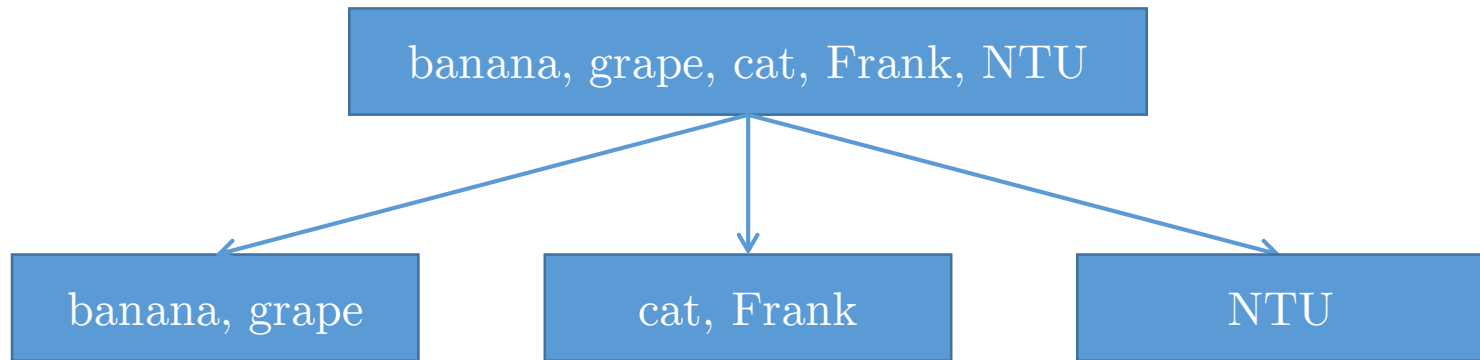 banana, grape, cat, Frank, NTU
banana, grape
cat, Frank
NTU